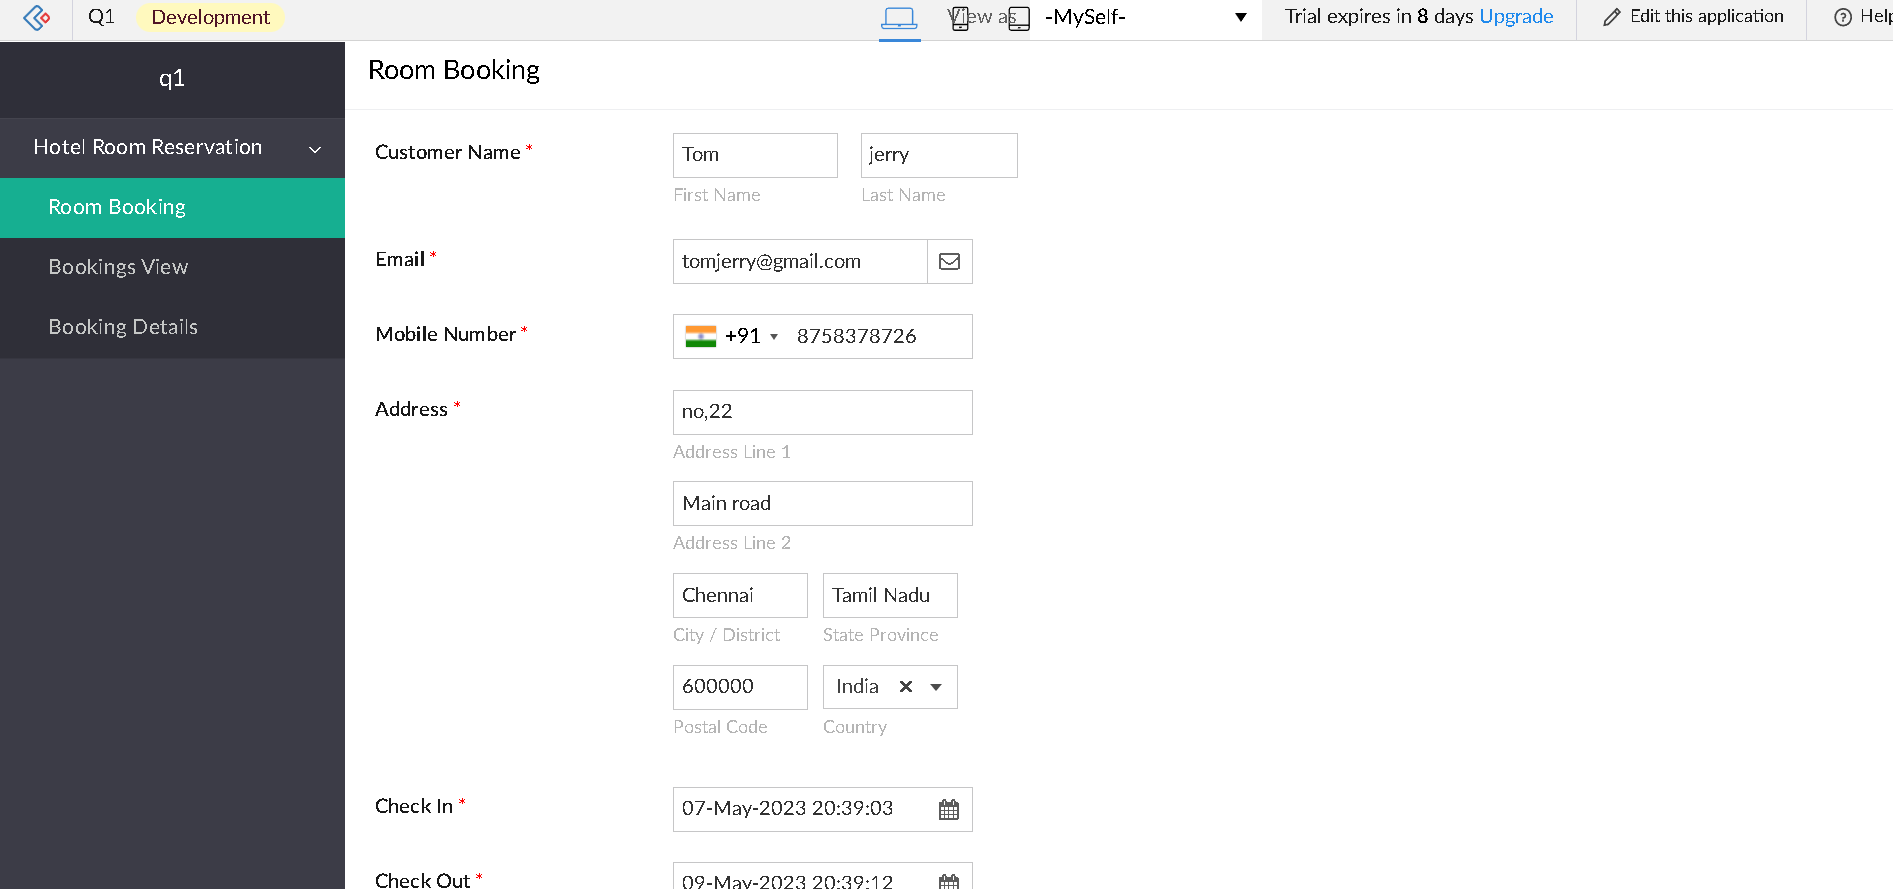 Q1 Development View as -MySelf- Trial expires in 8 days Upgrade Edit this application Help
q1
Room Booking
Hotel Room Reservation
Room Booking
Bookings View
Booking Details
Customer Name * Tom jerry
First Name Last Name
Email * tomjerry@gmail.com
Mobile Number * +91 8758378726
Address * no,22
Address Line 1
Main road
Address Line 2
Chennai Tamil Nadu
City / District State Province
600000 India
Postal Code Country
Check In * 07-May-2023 20:39:03
Check Out * 09-May-2023 20:39:12